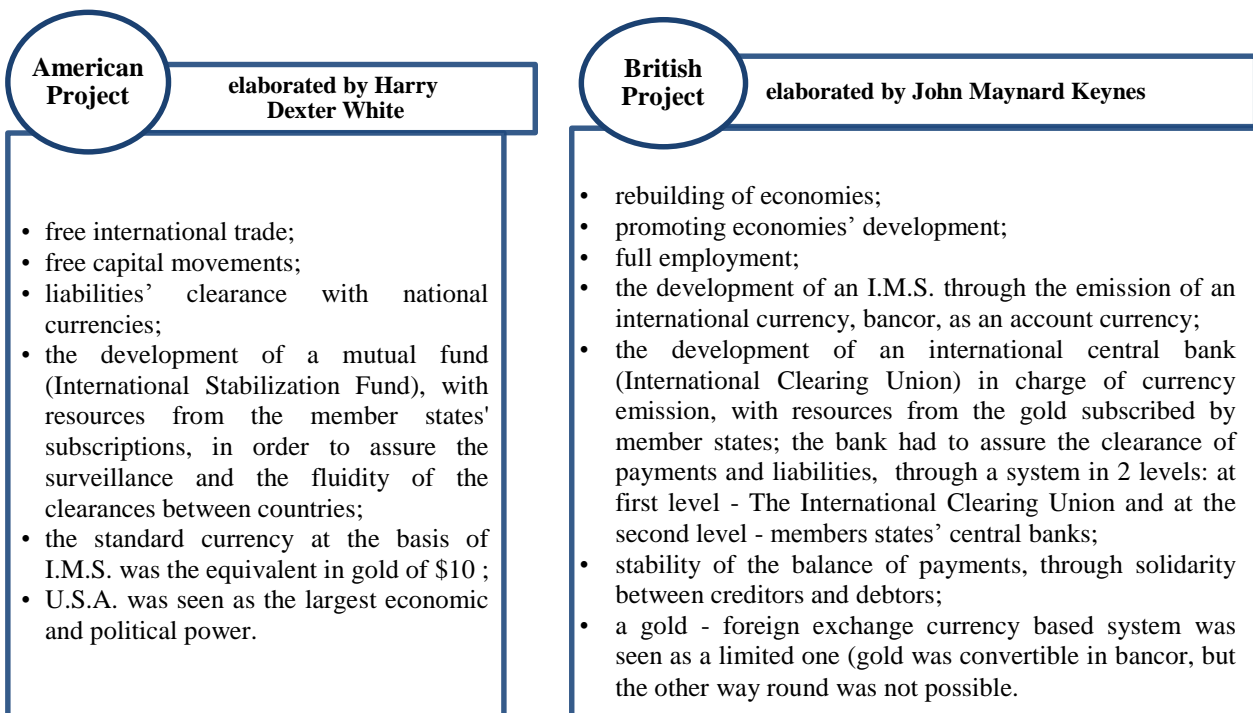 American
Project
elaborated by Harry
Dexter White
• free international trade;
• free capital movements;
• liabilities' clearance with national
currencies;
• the development of a mutual fund
(International Stabilization Fund), with
resources from the member states'
subscriptions, in order to assure the
surveillance and the fluidity of the
clearances between countries;
• the standard currency at the basis of
I.M.S. was the equivalent in gold of $10 ;
• U.S.A. was seen as the largest economic
and political power.
British
Project
elaborated by John Maynard Keynes
• rebuilding of economies;
• promoting economies’ development;
• full employment;
• the development of an I.M.S. through the emission of an
international currency, bancor, as an account currency;
• the development of an international central bank
(International Clearing Union) in charge of currency
emission, with resources from the gold subscribed by
member states; the bank had to assure the clearance of
payments and liabilities, through a system in 2 levels: at
first level - The International Clearing Union and at the
second level - members states’ central banks;
• stability of the balance of payments, through solidarity
between creditors and debtors;
• a gold - foreign exchange currency based system was
seen as a limited one (gold was convertible in bancor, but
the other way round was not possible.